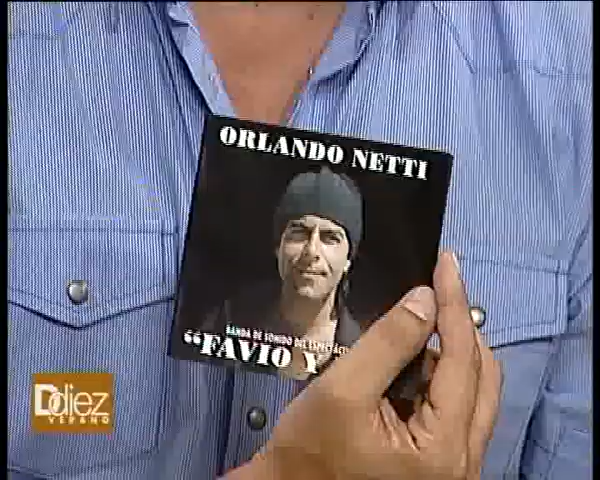 ORLANDO NETTI
BANDA DE SONIDO DEL
"FAVIO Y
Ddiez
VERANO